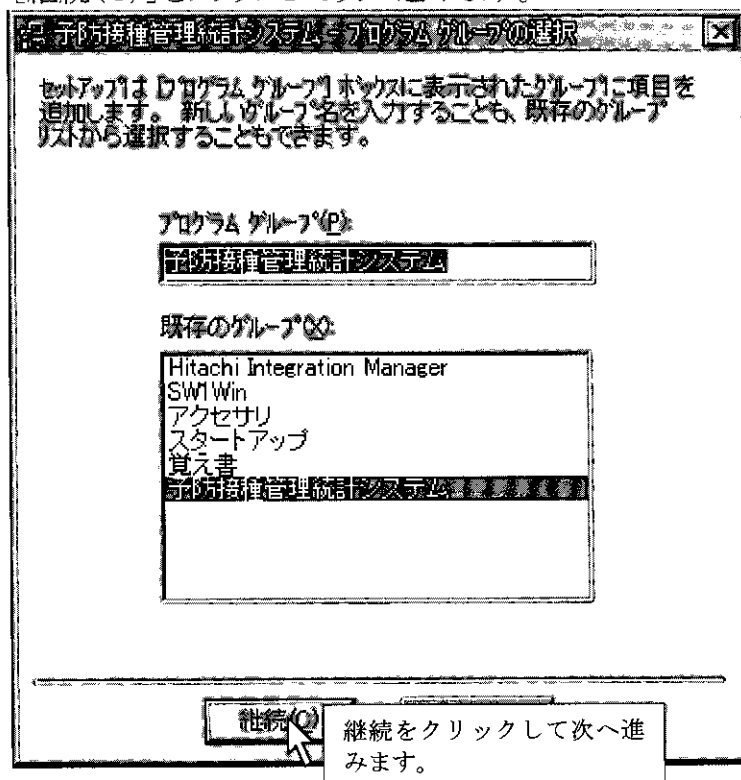 予防接種管理統計システム - プログラム グループの選択
セットアップは [プログラム グループ] ボックスに表示されたグループに項目を
追加します。 新しいグループ名を入力することも、既存のグループ
リストから選択することもできます。
プログラム グループ(P):
予防接種管理統計システム
既存のグループ(X):
Hitachi Integration Manager
SW1Win
アクセサリ
スタートアップ
覚え書
予防接種管理統計システム
継続(C)
継続をクリックして次へ進
みます。